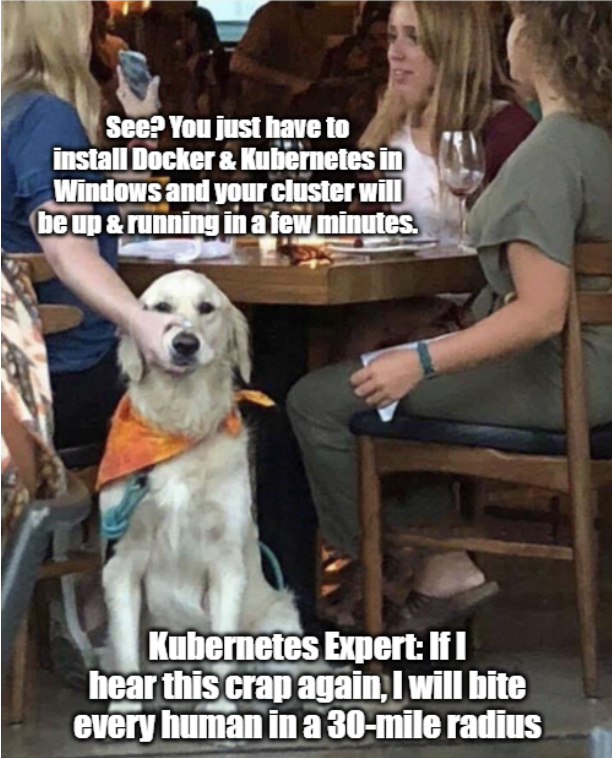 See? You just have to
install Docker & Kubernetes in
Windows and your cluster will
be up & running in a few minutes.
Kubernetes Expert: If I
hear this crap again, I will bite
every human in a 30-mile radius